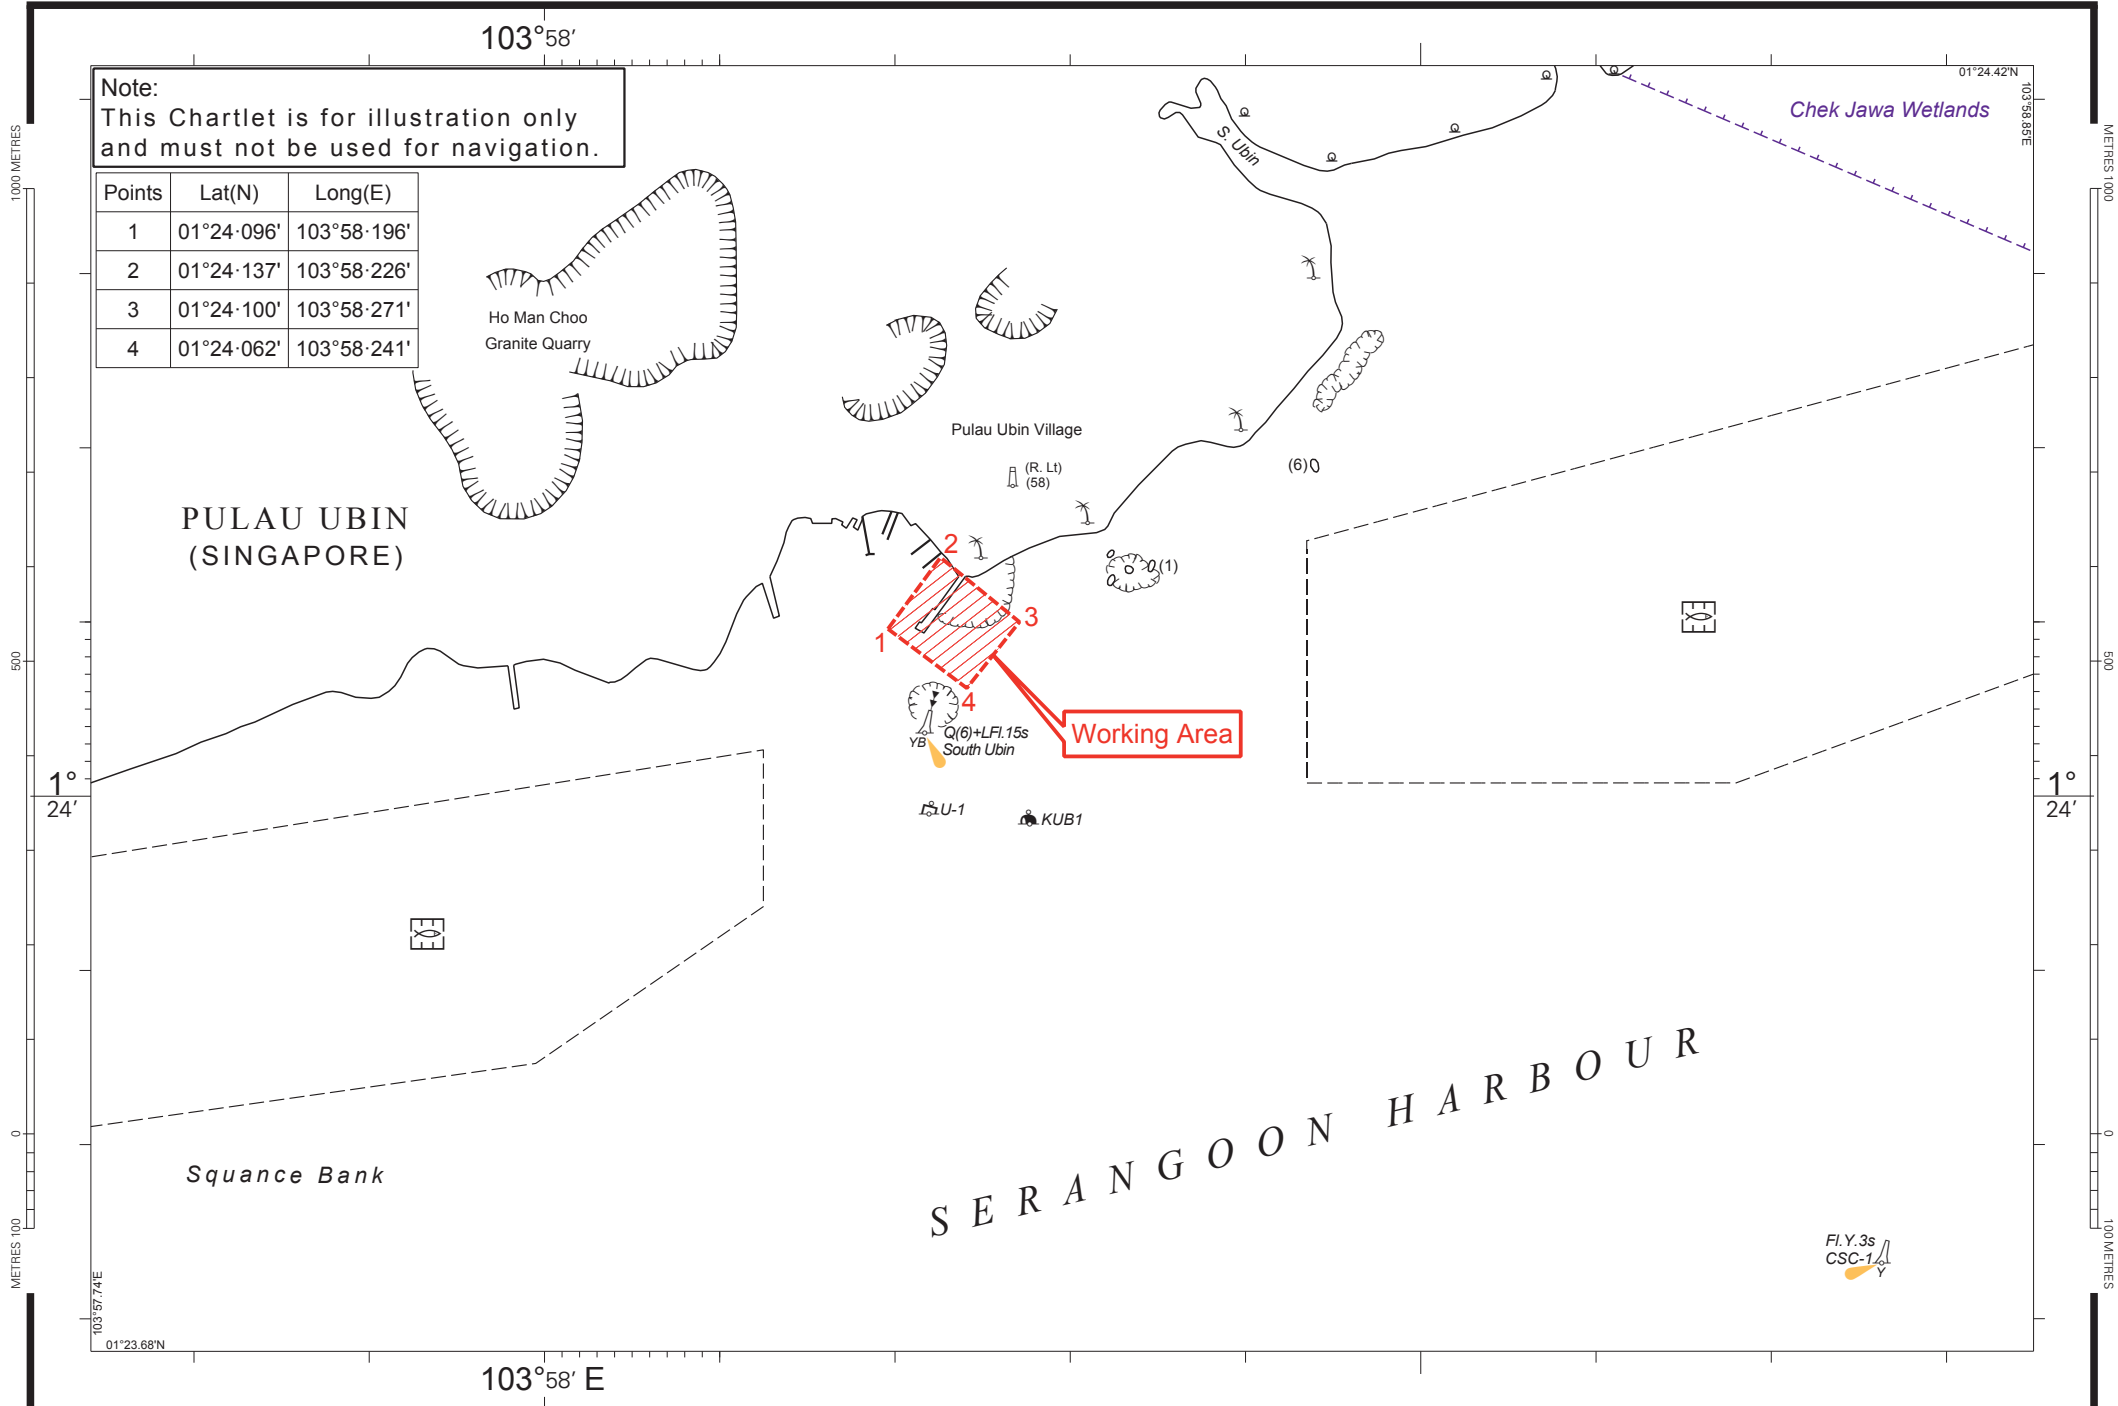 103°58'
Note:
This Chartlet is for illustration only
and must not be used for navigation.
Points Lat(N) Long(E)
1 01°24·096' 103°58·196'
2 01°24·137' 103°58·226'
3 01°24·100' 103°58·271'
4 01°24·062' 103°58·241'
01°24.42'N
103°58.85'E
Chek Jawa Wetlands
S. Ubin
1000 METRES
METRES 1000
Ho Man Choo
Granite Quarry
Pulau Ubin Village
(R. Lt)
(58)
(6)
PULAU UBIN
(SINGAPORE)
2
(1)
3
1
4
500
500
Working Area
Q(6)+LFl.15s
YB
South Ubin
1°
24'
1°
24'
U-1
KUB1
SERANGOON HARBOUR
0
0
Squance Bank
METRES 100
100 METRES
Fl.Y.3s
CSC-1
Y
103°57.74'E
01°23.68'N
103°58' E